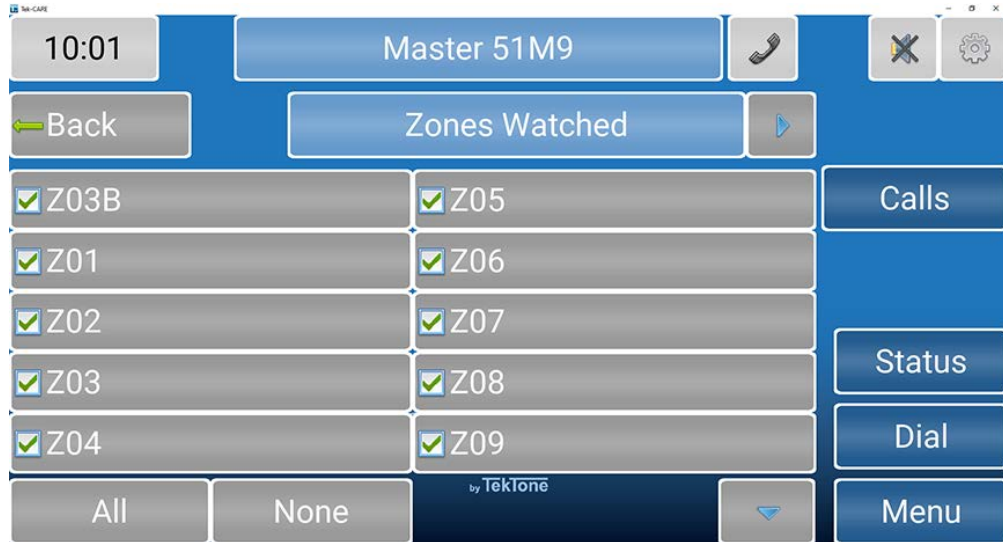 Tek-CARE
10:01
Master 51M9
Back
Zones Watched
Z03B
Z05
Calls
Z01
Z06
Z02
Z07
Z03
Z08
Status
Z04
Z09
Dial
All
None
by TekTone
Menu